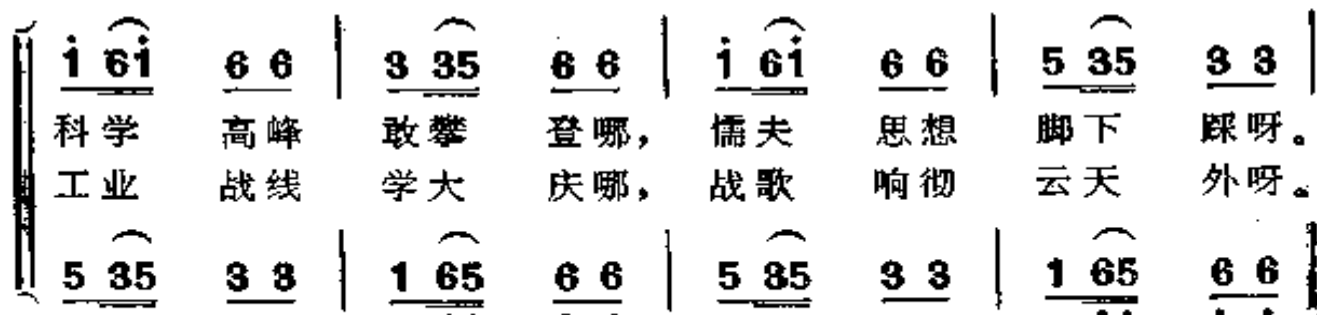 i 6i 6 6 | 3 35 6 6 | i 6i 6 6 | 5 35 3 3 |
科学 高峰 敢攀 登哪， 懦夫 思想 脚下 踩呀。
工业 战线 学大 庆哪， 战歌 响彻 云天 外呀。
5 35 3 3 | 1 65 6 6 | 5 35 3 3 | 1 65 6 6